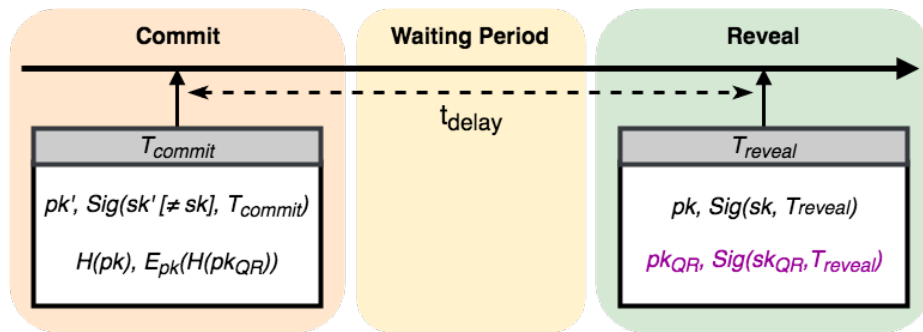 Commit
Waiting Period
Reveal
t_delay
T_commit
pk', Sig(sk' [≠ sk], T_commit)
H(pk), E_pk(H(pk_QR))
T_reveal
pk, Sig(sk, T_reveal)
pk_QR, Sig(sk_QR,T_reveal)